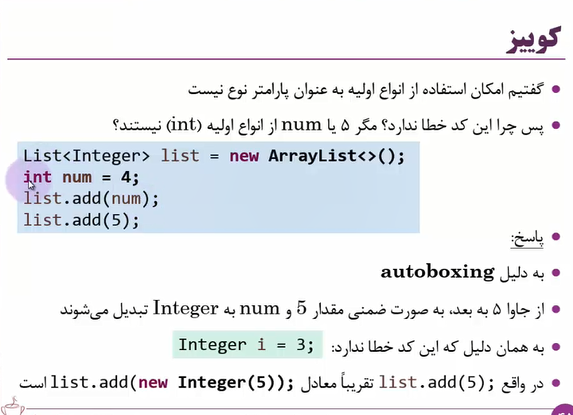 کوییز
گفتیم امکان استفاده از انواع اولیه به عنوان پارامتر نوع نیست
پس چرا این کد خطا ندارد؟ مگر ۵ یا num از انواع اولیه (int) نیستند؟
List<Integer> list = new ArrayList<>();
int num = 4;
list.add(num);
list.add(5);
پاسخ:
به دلیل autoboxing
از جاوا ۵ به بعد، به صورت ضمنی مقدار 5 و num به Integer تبدیل می‌شوند
به همان دلیل که این کد خطا ندارد: Integer i = 3;
در واقع list.add(5); تقریباً معادل list.add(new Integer(5)); است